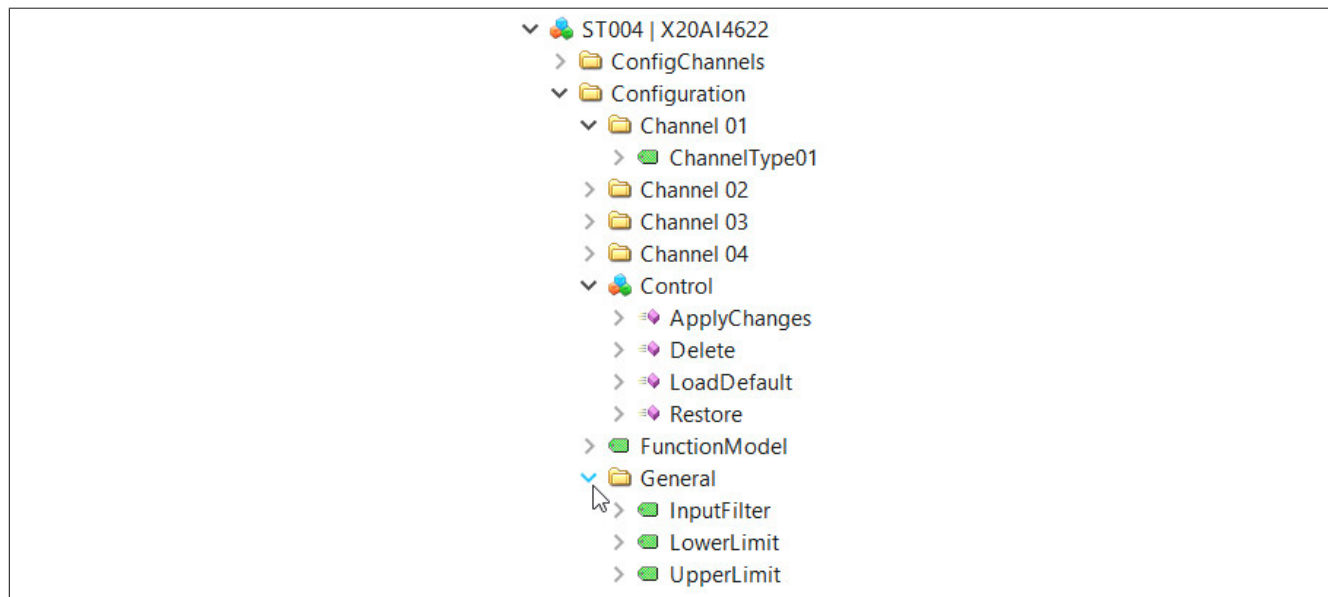 ST004 | X20AI4622
ConfigChannels
Configuration
Channel 01
ChannelType01
Channel 02
Channel 03
Channel 04
Control
ApplyChanges
Delete
LoadDefault
Restore
FunctionModel
General
InputFilter
LowerLimit
UpperLimit